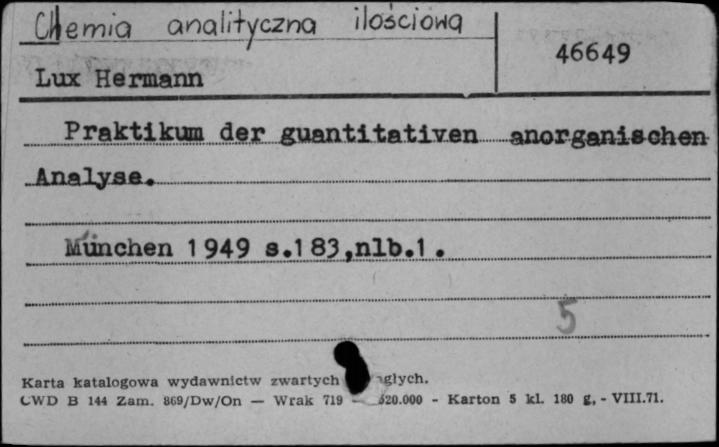 Chemia analityczna ilościowa
46649
Lux Hermann
Praktikum der guantitativen anorganischen
Analyse.
München 1949 s.183,nlb.1.
5
Karta katalogowa wydawnictw zwartych
CWD B 144 Zam. 869/Dw/On — Wrak 719 — 520.000 - Karton 5 kl. 180 g, - VIII.71.